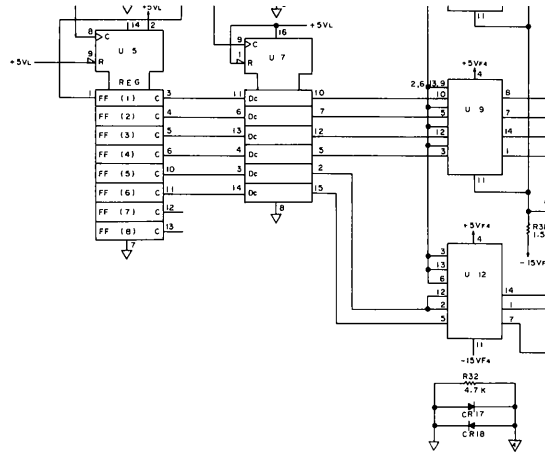 +5VL
14 2
8 C
U 5
9 R
+5VL
REG
1 FF (1) C 3
FF (2) C 4
FF (3) C 5
FF (4) C 6
FF (5) C 10
FF (6) C 11
FF (7) C 12
FF (8) C 13
7
+5VL
16
9 C
U 7
1 R
11 Dc 10
6 Dc 7
13 Dc 12
4 Dc 5
3 Dc 2
14 Dc 15
8
11
+5VF4
4
2,6,13,9
10 8
U 9
5 7
12 14
3 1
11
+5VF4
4
3
13
6
U 12
12 14
2 1
5 7
11
-15VF4
1.5
-15VF
R32
4.7K
CR17
CR18